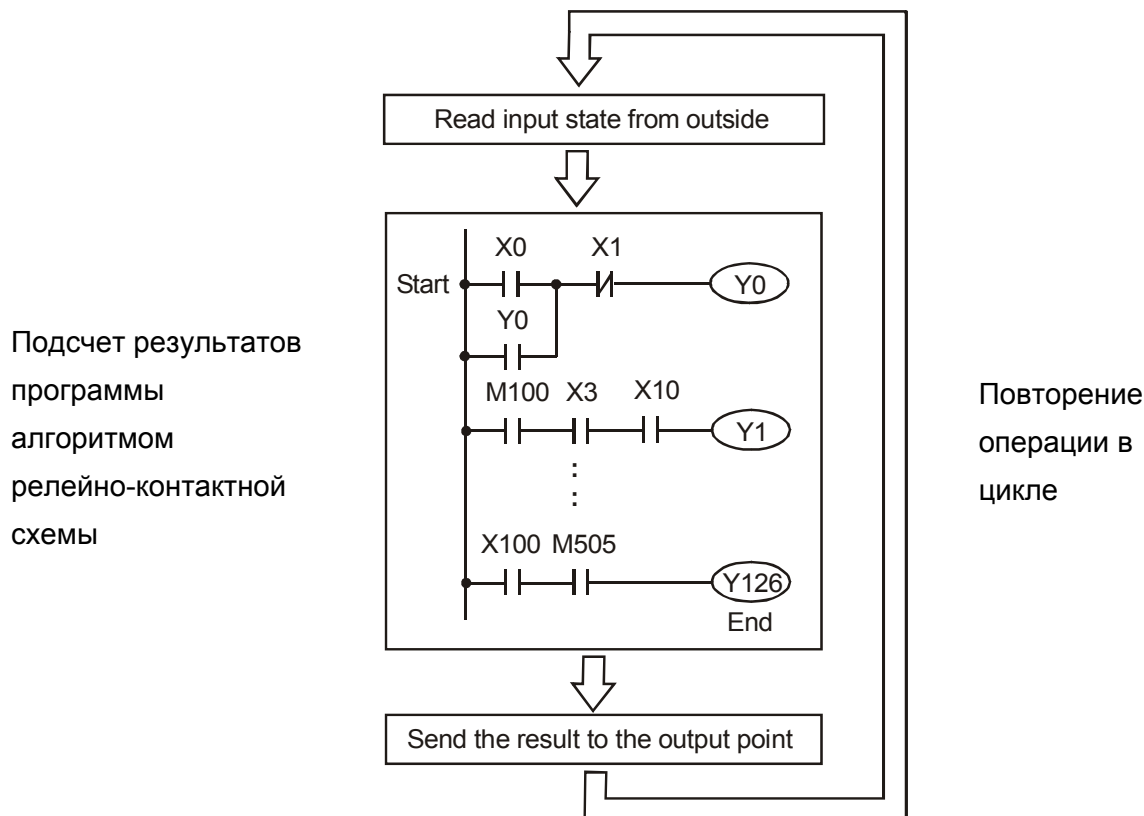 Read input state from outside
X0 X1
Start Y0
Y0
M100 X3 X10
Y1
X100 M505
Y126
End
Send the result to the output point
Подсчет результатов
программы
алгоритмом
релейно-контактной
схемы
Повторение
операции в
цикле